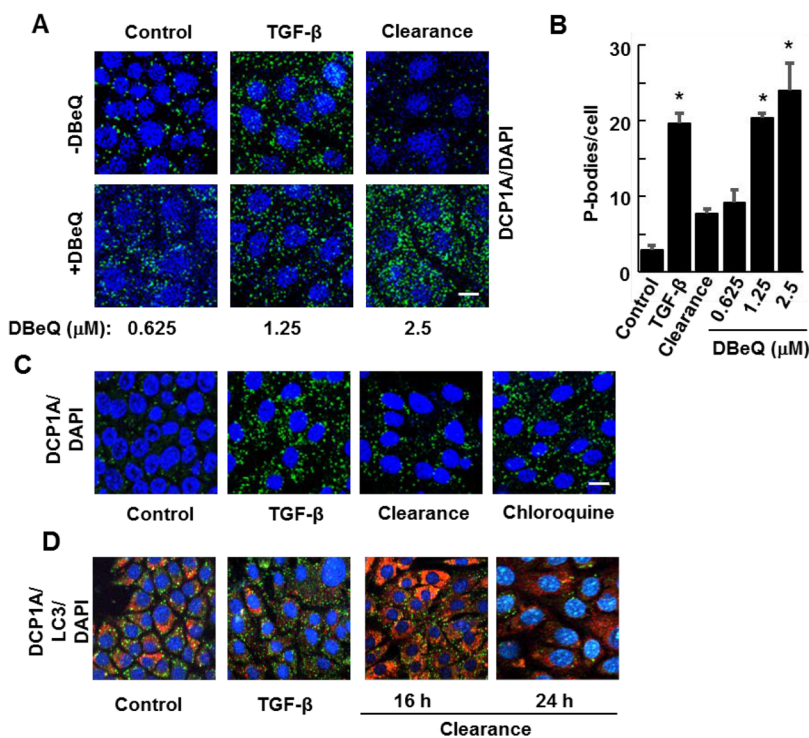 A
Control
TGF-β
Clearance
-DBeQ
+DBeQ
DCP1A/DAPI
DBeQ (μM): 0.625 1.25 2.5
B
P-bodies/cell
30
20
10
0
*
*
*
Control
TGF-β
Clearance
0.625
1.25
2.5
DBeQ (μM)
C
DCP1A/
DAPI
Control
TGF-β
Clearance
Chloroquine
D
DCP1A/
LC3/
DAPI
Control
TGF-β
16 h
24 h
Clearance